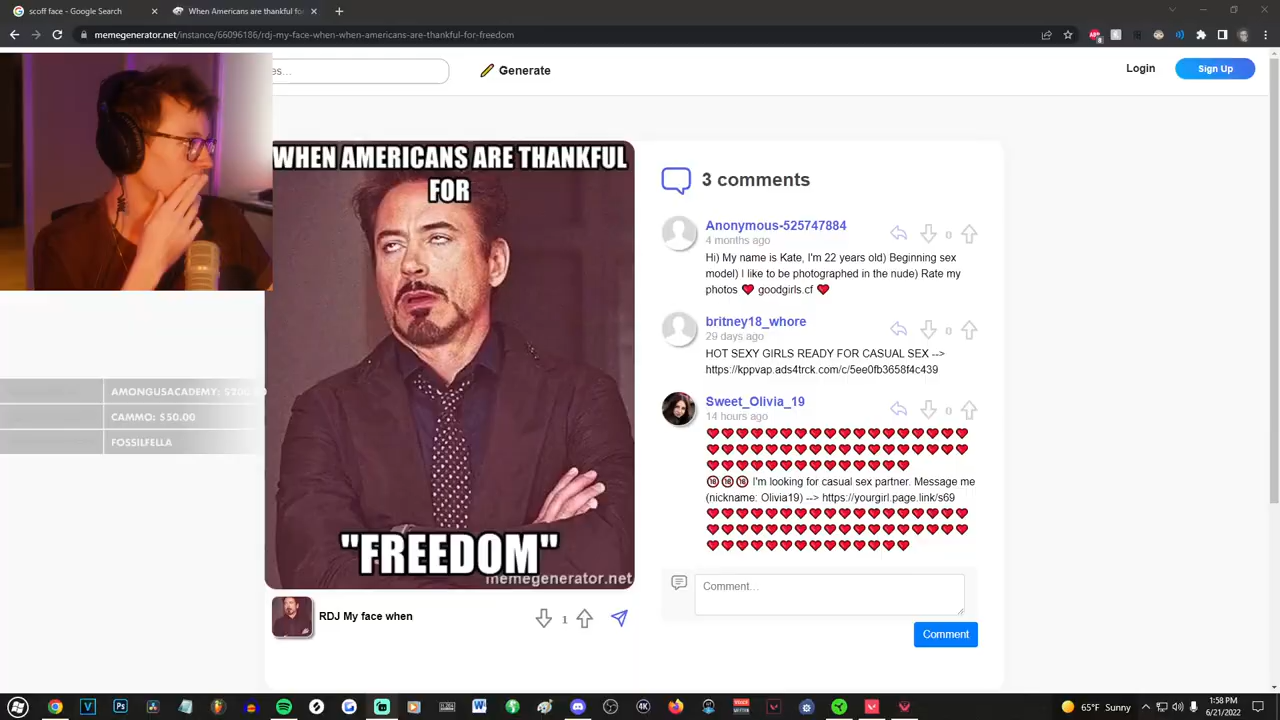 scoff face - Google Search
When Americans are thankful fo
memegenerator.net/instance/66096186/rdj-my-face-when-when-americans-are-thankful-for-freedom
es...
Generate
Login
Sign Up
WHEN AMERICANS ARE THANKFUL
FOR
"FREEDOM"
memegenerator.net
RDJ My face when
1
3 comments
Anonymous-525747884
4 months ago
0
Hi) My name is Kate, I'm 22 years old) Beginning sex
model) I like to be photographed in the nude) Rate my
photos ❤ goodgirls.cf ❤
britney18_whore
29 days ago
0
HOT SEXY GIRLS READY FOR CASUAL SEX -->
https://kppvap.ads4trck.com/c/5ee0fb3658f4c439
Sweet_Olivia_19
14 hours ago
0
🔞🔞🔞 I'm looking for casual sex partner. Message me
(nickname: Olivia19) --> https://yourgirl.page.link/s69
Comment...
Comment
AMONGUSACADEMY:
CAMMO: $50.00
FOSSILFELLA
65°F Sunny
1:58 PM
6/21/2022